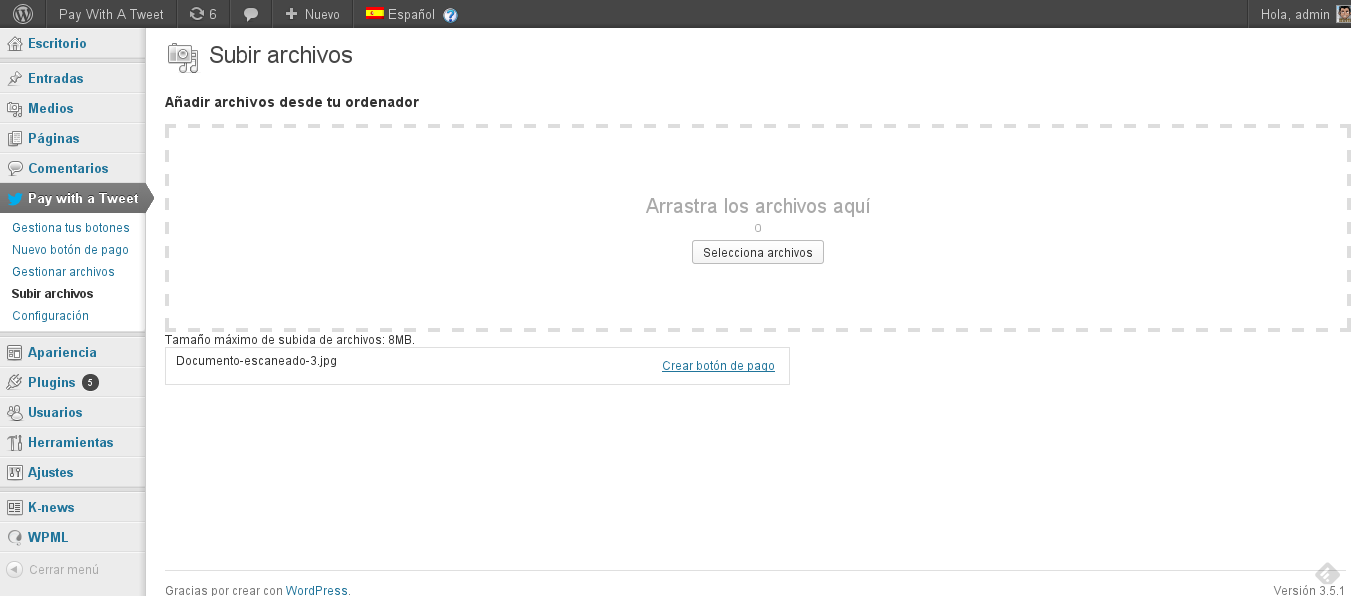 Pay With A Tweet 6 Nuevo Español Hola, admin
Escritorio
Entradas
Medios
Páginas
Comentarios
Pay with a Tweet
Gestiona tus botones
Nuevo botón de pago
Gestionar archivos
Subir archivos
Configuración
Apariencia
Plugins 5
Usuarios
Herramientas
Ajustes
K-news
WPML
Cerrar menú
Subir archivos
Añadir archivos desde tu ordenador
Arrastra los archivos aquí
o
Selecciona archivos
Tamaño máximo de subida de archivos: 8MB.
Documento-escaneado-3.jpg Crear botón de pago
Gracias por crear con WordPress. Versión 3.5.1